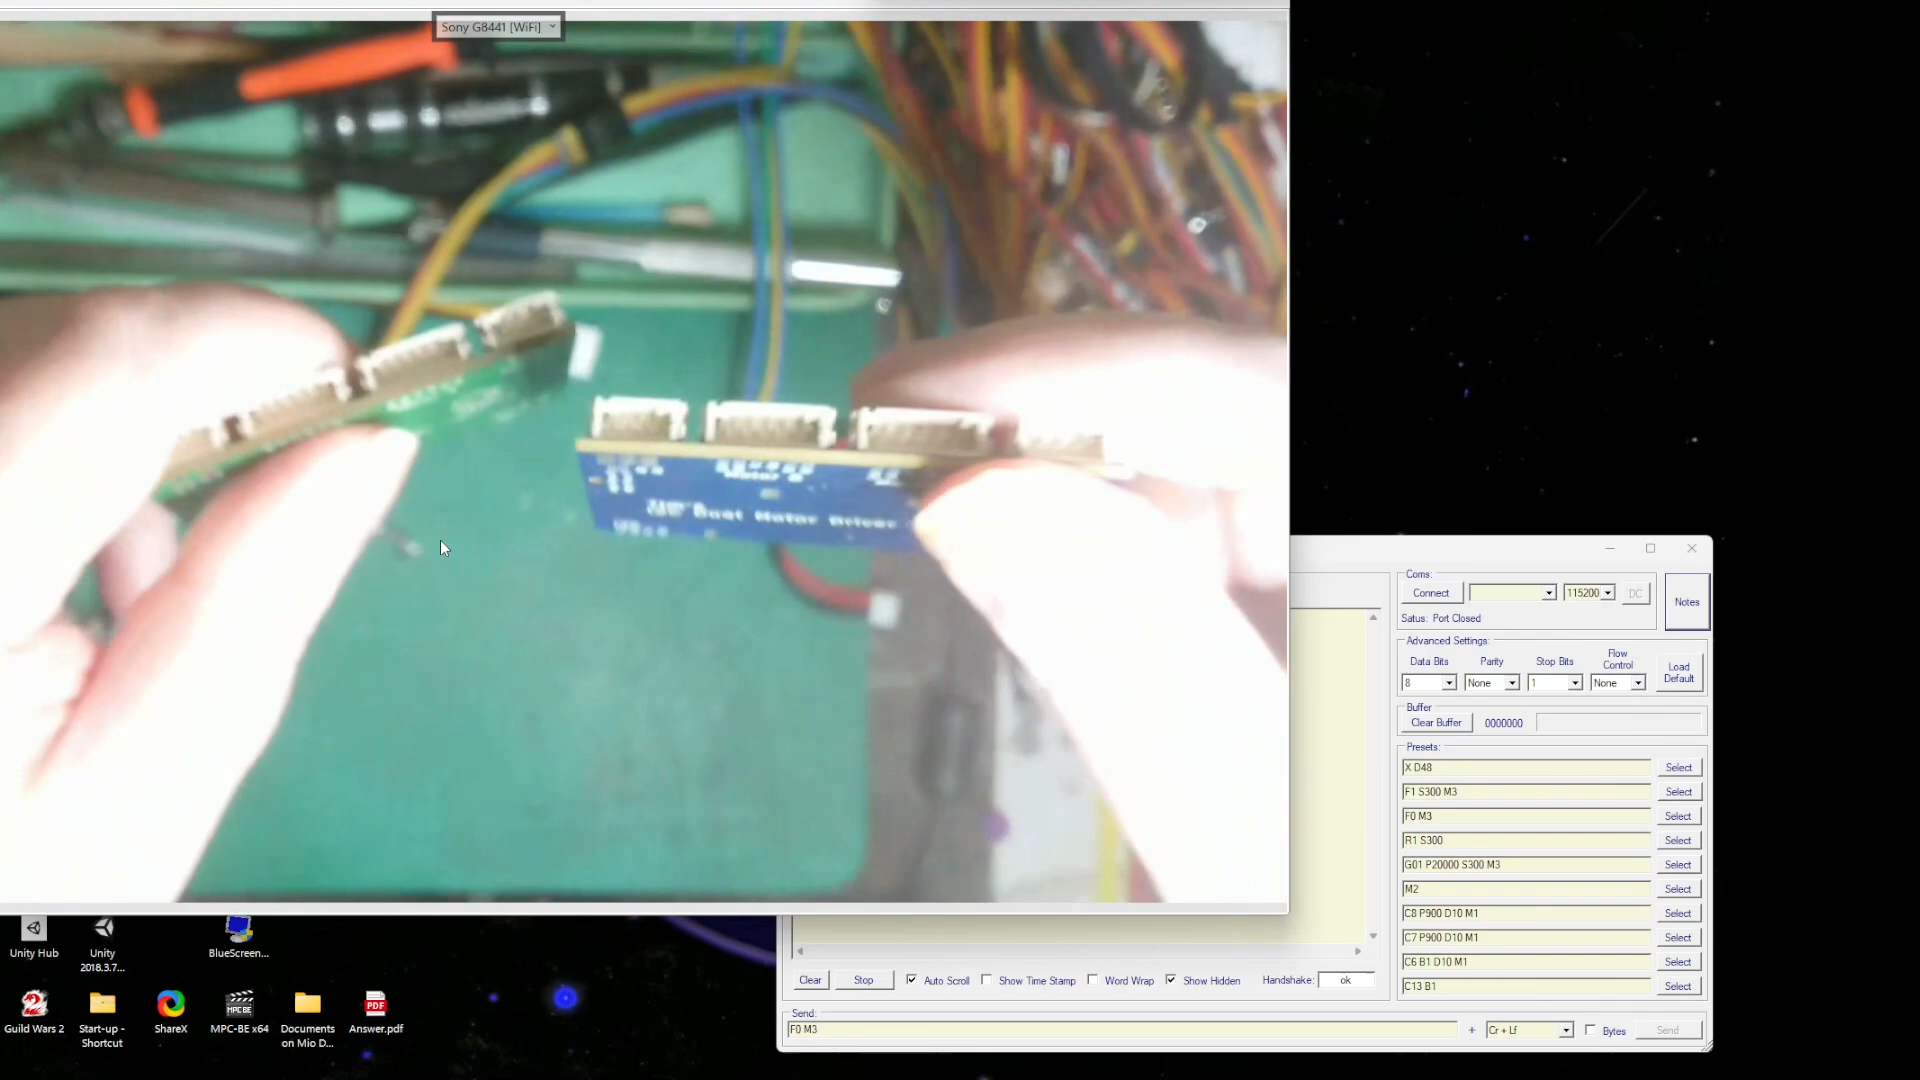 Sony G8441 [WiFi]
Motor Driver
Coms:
Connect
115200
DC
Notes
Satus: Port Closed
Advanced Settings:
Data Bits
Parity
Stop Bits
Flow
Control
8
None
1
None
Load
Default
Buffer
Clear Buffer
0000000
Presets:
X D48
Select
F1 S300 M3
Select
F0 M3
Select
R1 S300
Select
G01 P20000 S300 M3
Select
M2
Select
C8 P900 D10 M1
Select
C7 P900 D10 M1
Select
C6 B1 D10 M1
Select
C13 B1
Select
Clear
Stop
Auto Scroll
Show Time Stamp
Word Wrap
Show Hidden
Handshake:
ok
Send:
F0 M3
+
Cr + Lf
Bytes
Send
Unity Hub
Unity
2018.3.7...
BlueScreen...
Guild Wars 2
Start-up -
Shortcut
ShareX
MPC-BE x64
Documents
on Mio D...
Answer.pdf
MPC
BE
PDF